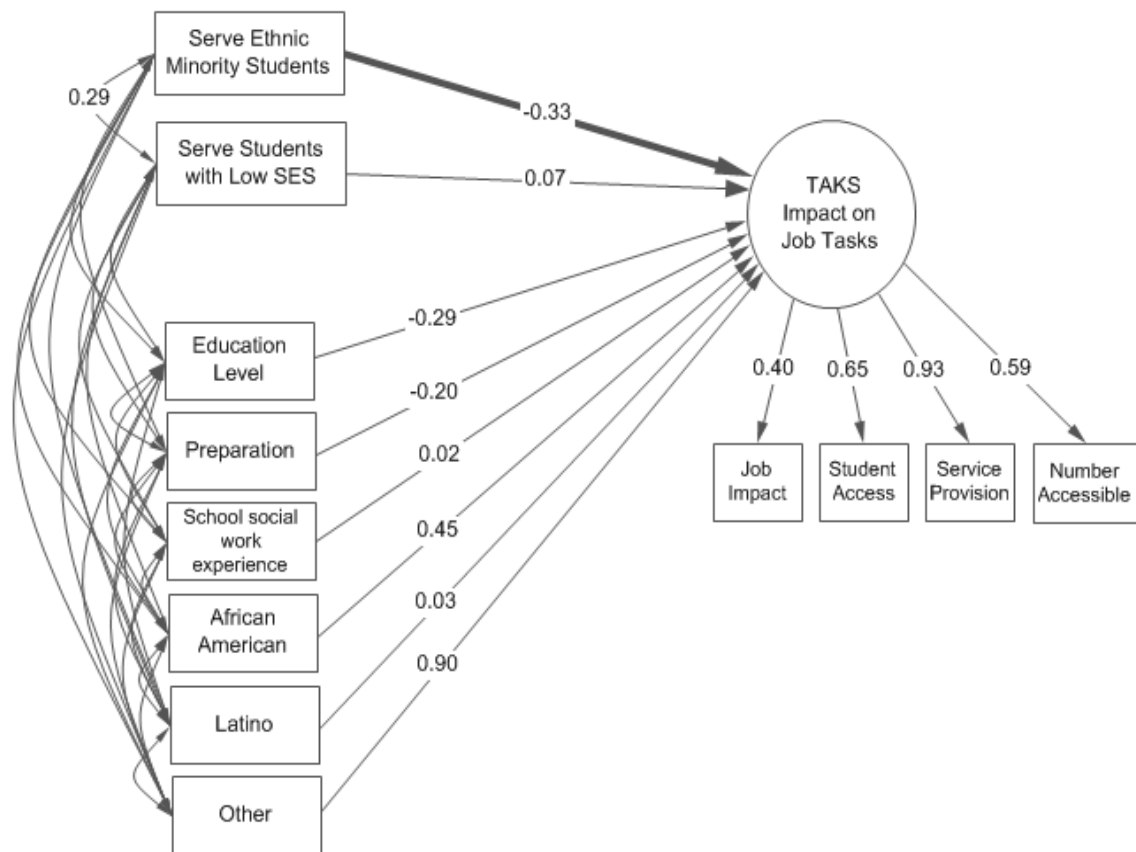 Serve Ethnic
Minority Students
0.29
-0.33
Serve Students
with Low SES
0.07
TAKS
Impact on
Job Tasks
Education
Level
-0.29
Preparation
-0.20
School social
work
experience
0.02
African
American
0.45
Latino
0.03
Other
0.90
0.40
0.65
0.93
0.59
Job
Impact
Student
Access
Service
Provision
Number
Accessible